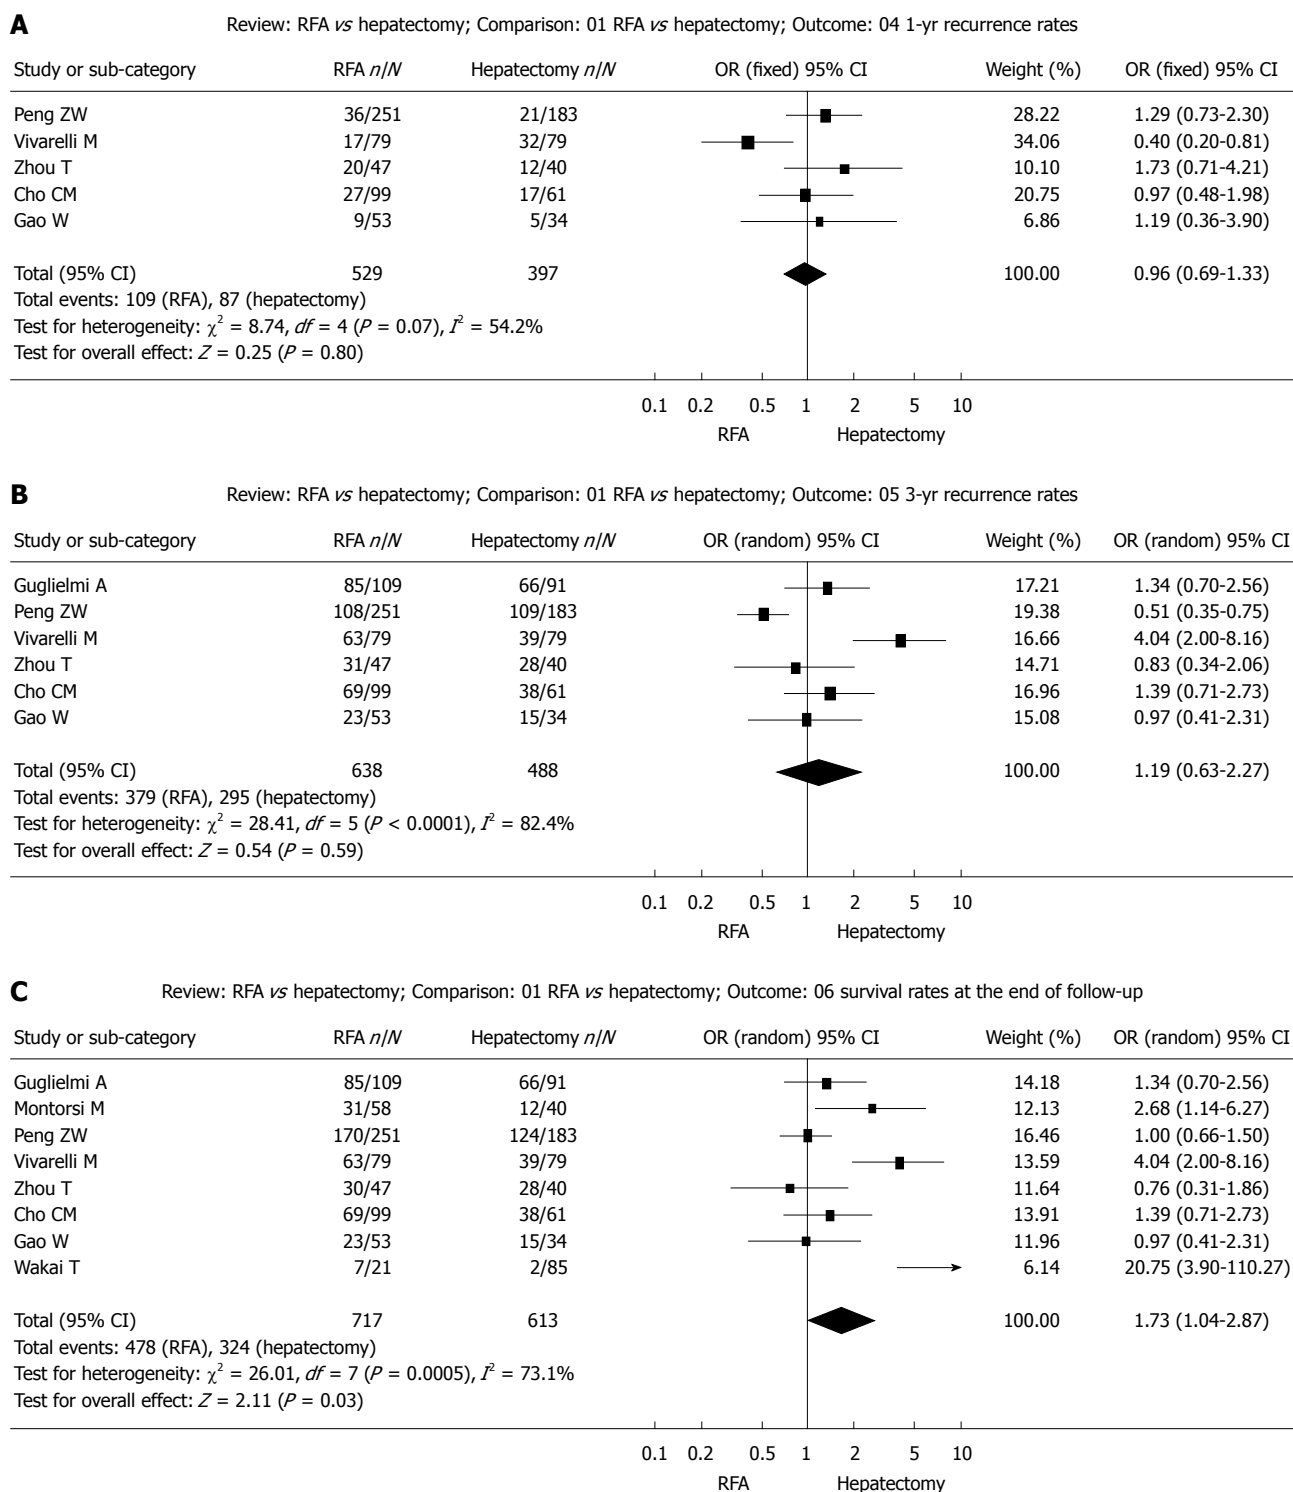 A
Review: RFA vs hepatectomy; Comparison: 01 RFA vs hepatectomy; Outcome: 04 1-yr recurrence rates
Study or sub-category RFA n/N Hepatectomy n/N OR (fixed) 95% CI Weight (%) OR (fixed) 95% CI
Peng ZW 36/251 21/183 28.22 1.29 (0.73-2.30)
Vivarelli M 17/79 32/79 34.06 0.40 (0.20-0.81)
Zhou T 20/47 12/40 10.10 1.73 (0.71-4.21)
Cho CM 27/99 17/61 20.75 0.97 (0.48-1.98)
Gao W 9/53 5/34 6.86 1.19 (0.36-3.90)
Total (95% CI) 529 397 100.00 0.96 (0.69-1.33)
Total events: 109 (RFA), 87 (hepatectomy)
Test for heterogeneity: χ² = 8.74, df = 4 (P = 0.07), I² = 54.2%
Test for overall effect: Z = 0.25 (P = 0.80)
0.1 0.2 0.5 1 2 5 10
RFA Hepatectomy
B
Review: RFA vs hepatectomy; Comparison: 01 RFA vs hepatectomy; Outcome: 05 3-yr recurrence rates
Study or sub-category RFA n/N Hepatectomy n/N OR (random) 95% CI Weight (%) OR (random) 95% CI
Guglielmi A 85/109 66/91 17.21 1.34 (0.70-2.56)
Peng ZW 108/251 109/183 19.38 0.51 (0.35-0.75)
Vivarelli M 63/79 39/79 16.66 4.04 (2.00-8.16)
Zhou T 31/47 28/40 14.71 0.83 (0.34-2.06)
Cho CM 69/99 38/61 16.96 1.39 (0.71-2.73)
Gao W 23/53 15/34 15.08 0.97 (0.41-2.31)
Total (95% CI) 638 488 100.00 1.19 (0.63-2.27)
Total events: 379 (RFA), 295 (hepatectomy)
Test for heterogeneity: χ² = 28.41, df = 5 (P < 0.0001), I² = 82.4%
Test for overall effect: Z = 0.54 (P = 0.59)
0.1 0.2 0.5 1 2 5 10
RFA Hepatectomy
C
Review: RFA vs hepatectomy; Comparison: 01 RFA vs hepatectomy; Outcome: 06 survival rates at the end of follow-up
Study or sub-category RFA n/N Hepatectomy n/N OR (random) 95% CI Weight (%) OR (random) 95% CI
Guglielmi A 85/109 66/91 14.18 1.34 (0.70-2.56)
Montorsi M 31/58 12/40 12.13 2.68 (1.14-6.27)
Peng ZW 170/251 124/183 16.46 1.00 (0.66-1.50)
Vivarelli M 63/79 39/79 13.59 4.04 (2.00-8.16)
Zhou T 30/47 28/40 11.64 0.76 (0.31-1.86)
Cho CM 69/99 38/61 13.91 1.39 (0.71-2.73)
Gao W 23/53 15/34 11.96 0.97 (0.41-2.31)
Wakai T 7/21 2/85 6.14 20.75 (3.90-110.27)
Total (95% CI) 717 613 100.00 1.73 (1.04-2.87)
Total events: 478 (RFA), 324 (hepatectomy)
Test for heterogeneity: χ² = 26.01, df = 7 (P = 0.0005), I² = 73.1%
Test for overall effect: Z = 2.11 (P = 0.03)
0.1 0.2 0.5 1 2 5 10
RFA Hepatectomy